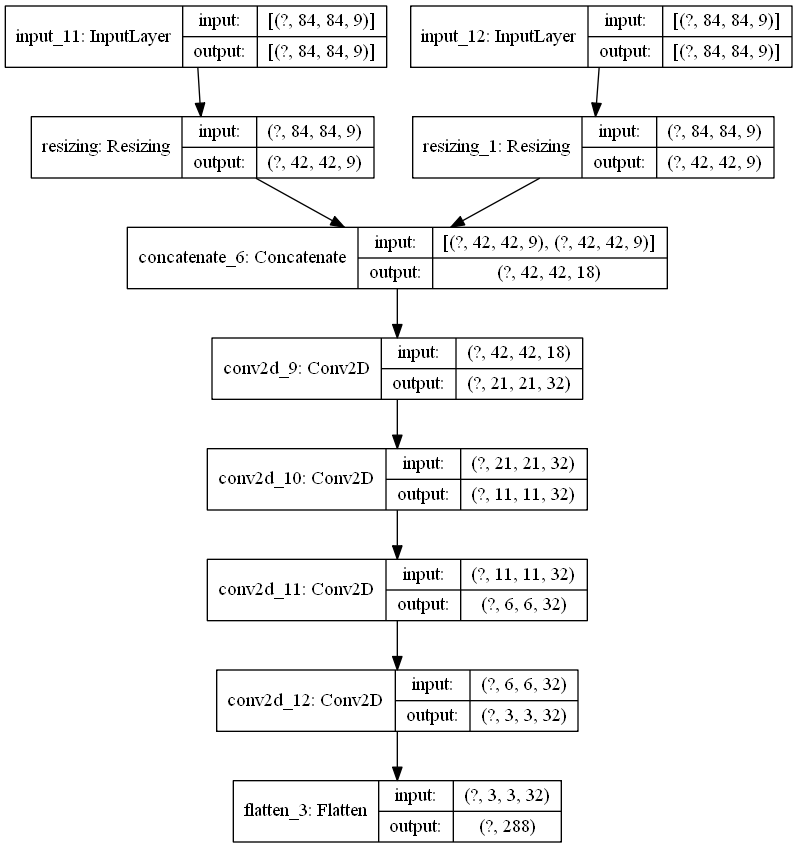 input_11: InputLayer
input: [(?, 84, 84, 9)]
output: [(?, 84, 84, 9)]
input_12: InputLayer
input: [(?, 84, 84, 9)]
output: [(?, 84, 84, 9)]
resizing: Resizing
input: (?, 84, 84, 9)
output: (?, 42, 42, 9)
resizing_1: Resizing
input: (?, 84, 84, 9)
output: (?, 42, 42, 9)
concatenate_6: Concatenate
input: [(?, 42, 42, 9), (?, 42, 42, 9)]
output: (?, 42, 42, 18)
conv2d_9: Conv2D
input: (?, 42, 42, 18)
output: (?, 21, 21, 32)
conv2d_10: Conv2D
input: (?, 21, 21, 32)
output: (?, 11, 11, 32)
conv2d_11: Conv2D
input: (?, 11, 11, 32)
output: (?, 6, 6, 32)
conv2d_12: Conv2D
input: (?, 6, 6, 32)
output: (?, 3, 3, 32)
flatten_3: Flatten
input: (?, 3, 3, 32)
output: (?, 288)